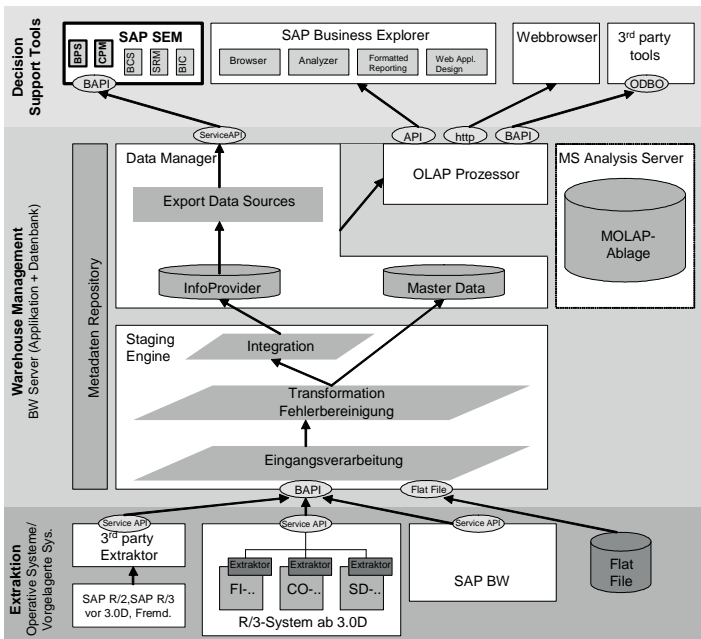 Decision
Support Tools
SAP SEM
BPS
CPM
BCS
SRM
BIC
BAPI
SAP Business Explorer
Browser
Analyzer
Formatted
Reporting
Web Appl.
Design
Webbrowser
3rd party
tools
ODBO
Warehouse Management
BW Server (Applikation + Datenbank)
Metadaten Repository
ServiceAPI
Data Manager
Export Data Sources
InfoProvider
Master Data
API
http
BAPI
OLAP Prozessor
MS Analysis Server
MOLAP-
Ablage
Staging
Engine
Integration
Transformation
Fehlerbereinigung
Eingangsverarbeitung
BAPI
Flat File
Extraktion
Operative Systeme/
Vorgelagerte Sys.
Service API
3rd party
Extraktor
SAP R/2,SAP R/3
vor 3.0D, Fremd.
Service API
Extraktor
Extraktor
Extraktor
FI-..
CO-..
SD-..
R/3-System ab 3.0D
Service API
SAP BW
Flat
File